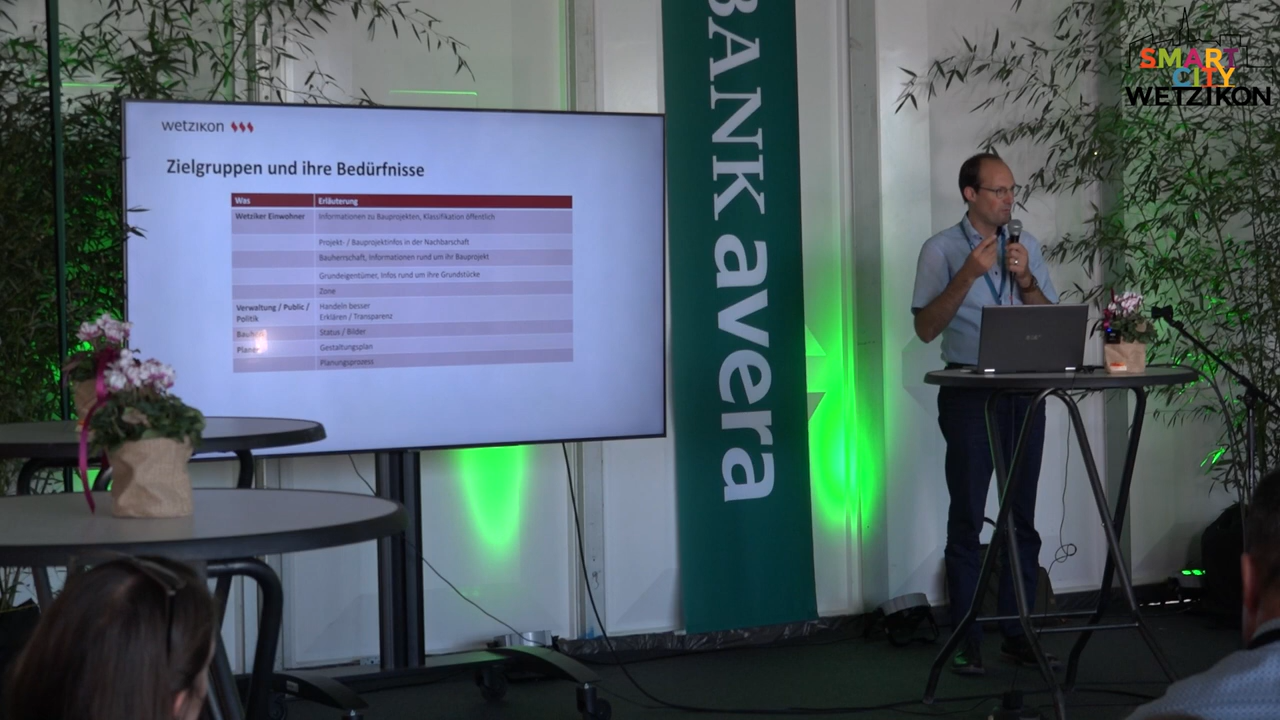 SMART
CITY
WETZIKON
wetzikon
Zielgruppen und ihre Bedürfnisse
Was Erläuterung
Wetziker Einwohner Informationen zu Bauprojekten, Klassifikation öffentlich
Projekt- / Bauprojektinfos in der Nachbarschaft
Bauherrschaft, Informationen rund um ihr Bauprojekt
Grundeigentümer, Infos rund um ihre Grundstücke
Zone
Verwaltung / Public / Politik Handeln besser
Erklären / Transparenz
Status / Bilder
Gestaltungsplan
Planungsprozess
BANK avera